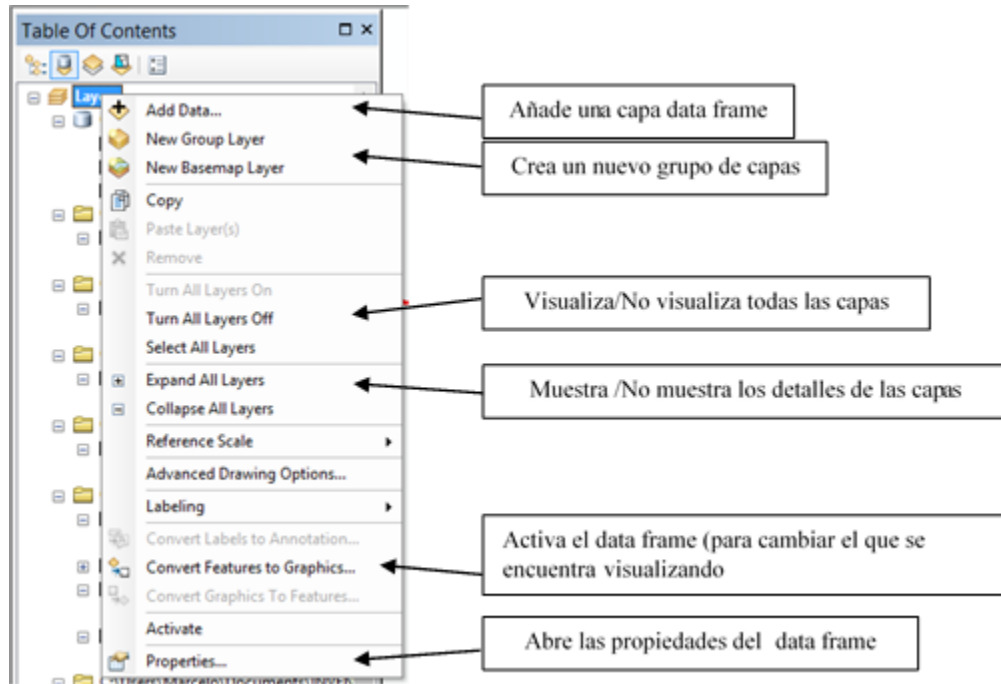 Table Of Contents
Add Data...
Añade una capa data frame
New Group Layer
Crea un nuevo grupo de capas
New Basemap Layer
Copy
Paste Layer(s)
Remove
Turn All Layers On
Turn All Layers Off
Visualiza/No visualiza todas las capas
Select All Layers
Expand All Layers
Muestra /No muestra los detalles de las capas
Collapse All Layers
Reference Scale
Advanced Drawing Options...
Labeling
Convert Labels to Annotation...
Convert Features to Graphics...
Activa el data frame (para cambiar el que se
encuentra visualizando
Convert Graphics To Features...
Activate
Properties...
Abre las propiedades del data frame